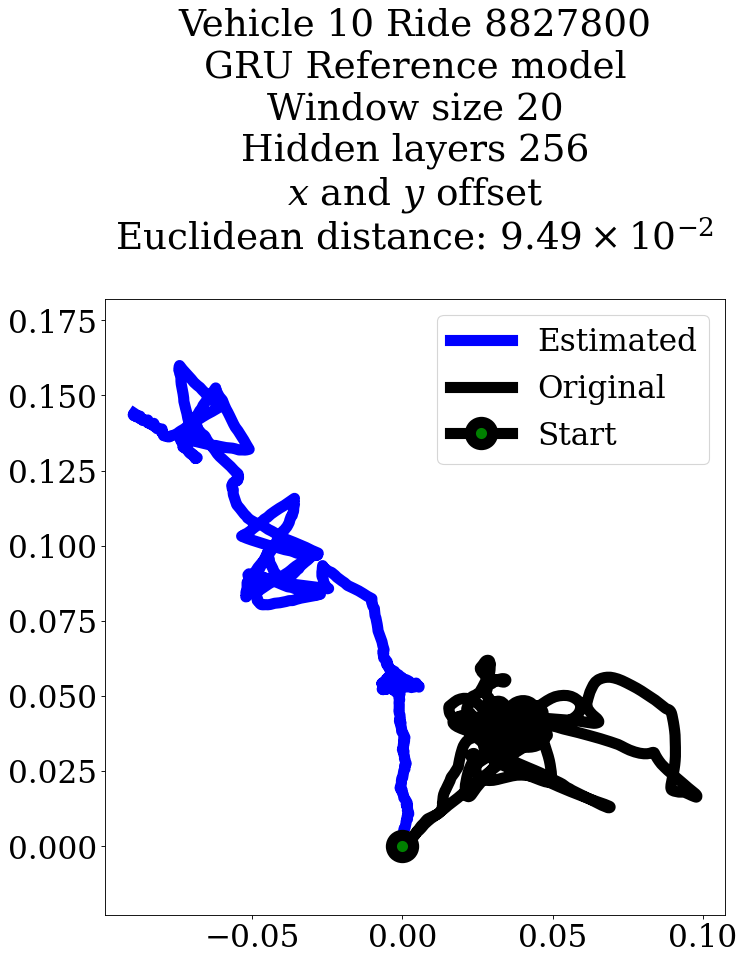 Vehicle 10 Ride 8827800
GRU Reference model
Window size 20
Hidden layers 256
x and y offset
Euclidean distance: 9.49 × 10⁻²
0.175
0.150
0.125
0.100
0.075
0.050
0.025
0.000
Estimated
Original
Start
−0.05
0.00
0.05
0.10